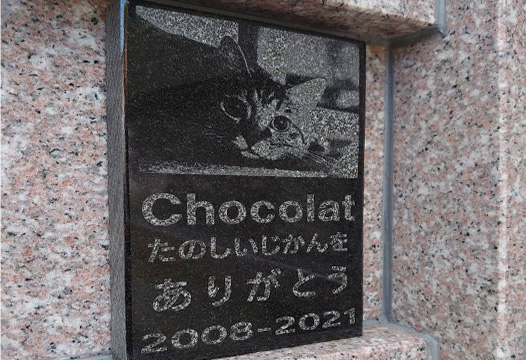 Chocolat
たのしいじかんを
ありがとう
2008-2021